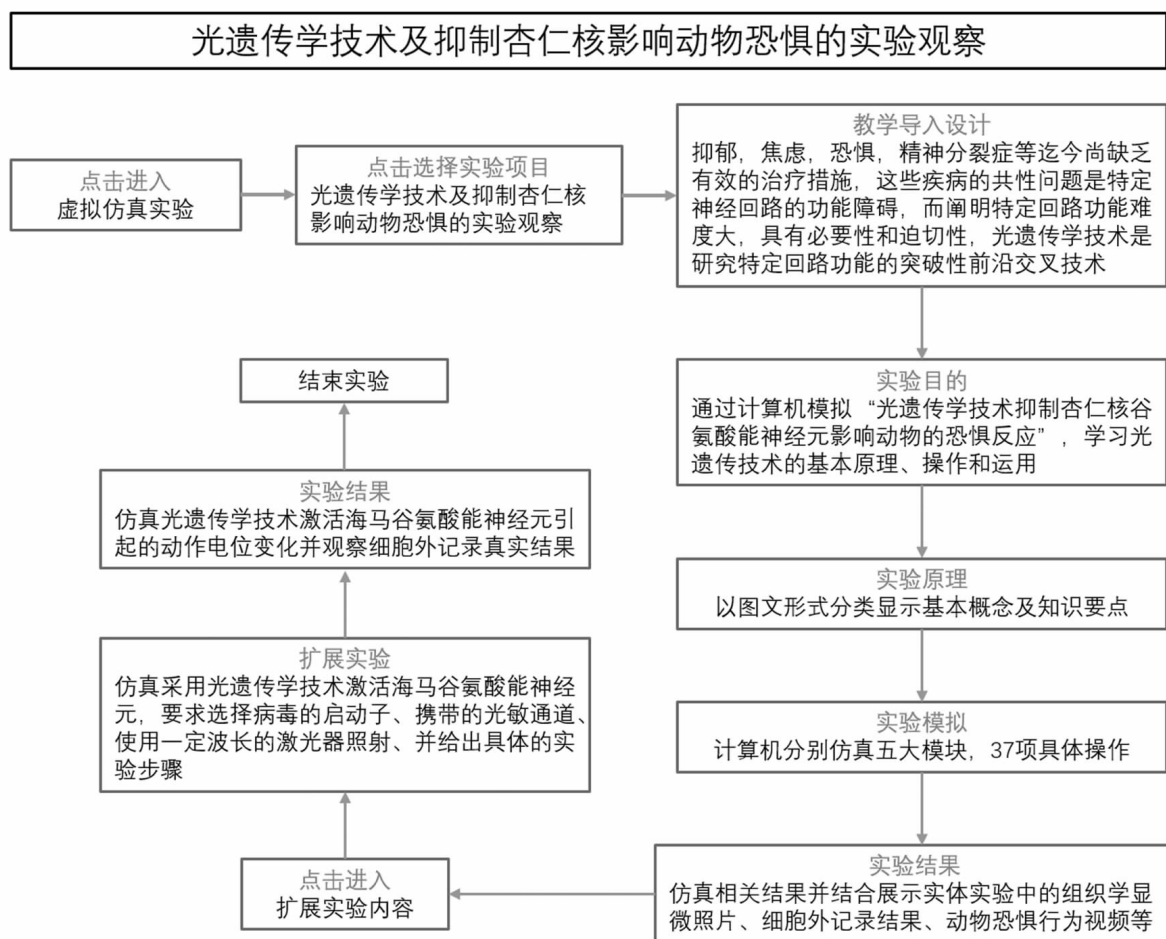 光遗传学技术及抑制杏仁核影响动物恐惧的实验观察
点击进入
虚拟仿真实验
点击选择实验项目
光遗传学技术及抑制杏仁核
影响动物恐惧的实验观察
教学导入设计
抑郁，焦虑，恐惧，精神分裂症等迄今尚缺乏
有效的治疗措施，这些疾病的共性问题是特定
神经回路的功能障碍，而阐明特定回路功能难
度大，具有必要性和迫切性，光遗传学技术是
研究特定回路功能的突破性前沿交叉技术
实验目的
通过计算机模拟“光遗传学技术抑制杏仁核谷
氨酸能神经元影响动物的恐惧反应”，学习光
遗传技术的基本原理、操作和运用
实验原理
以图文形式分类显示基本概念及知识要点
实验模拟
计算机分别仿真五大模块，37项具体操作
实验结果
仿真相关结果并结合展示实体实验中的组织学显
微照片、细胞外记录结果、动物恐惧行为视频等
点击进入
扩展实验内容
扩展实验
仿真采用光遗传学技术激活海马谷氨酸能神经
元，要求选择病毒的启动子、携带的光敏通道、
使用一定波长的激光器照射、并给出具体的实
验步骤
实验结果
仿真光遗传学技术激活海马谷氨酸能神经元引
起的动作电位变化并观察细胞外记录真实结果
结束实验